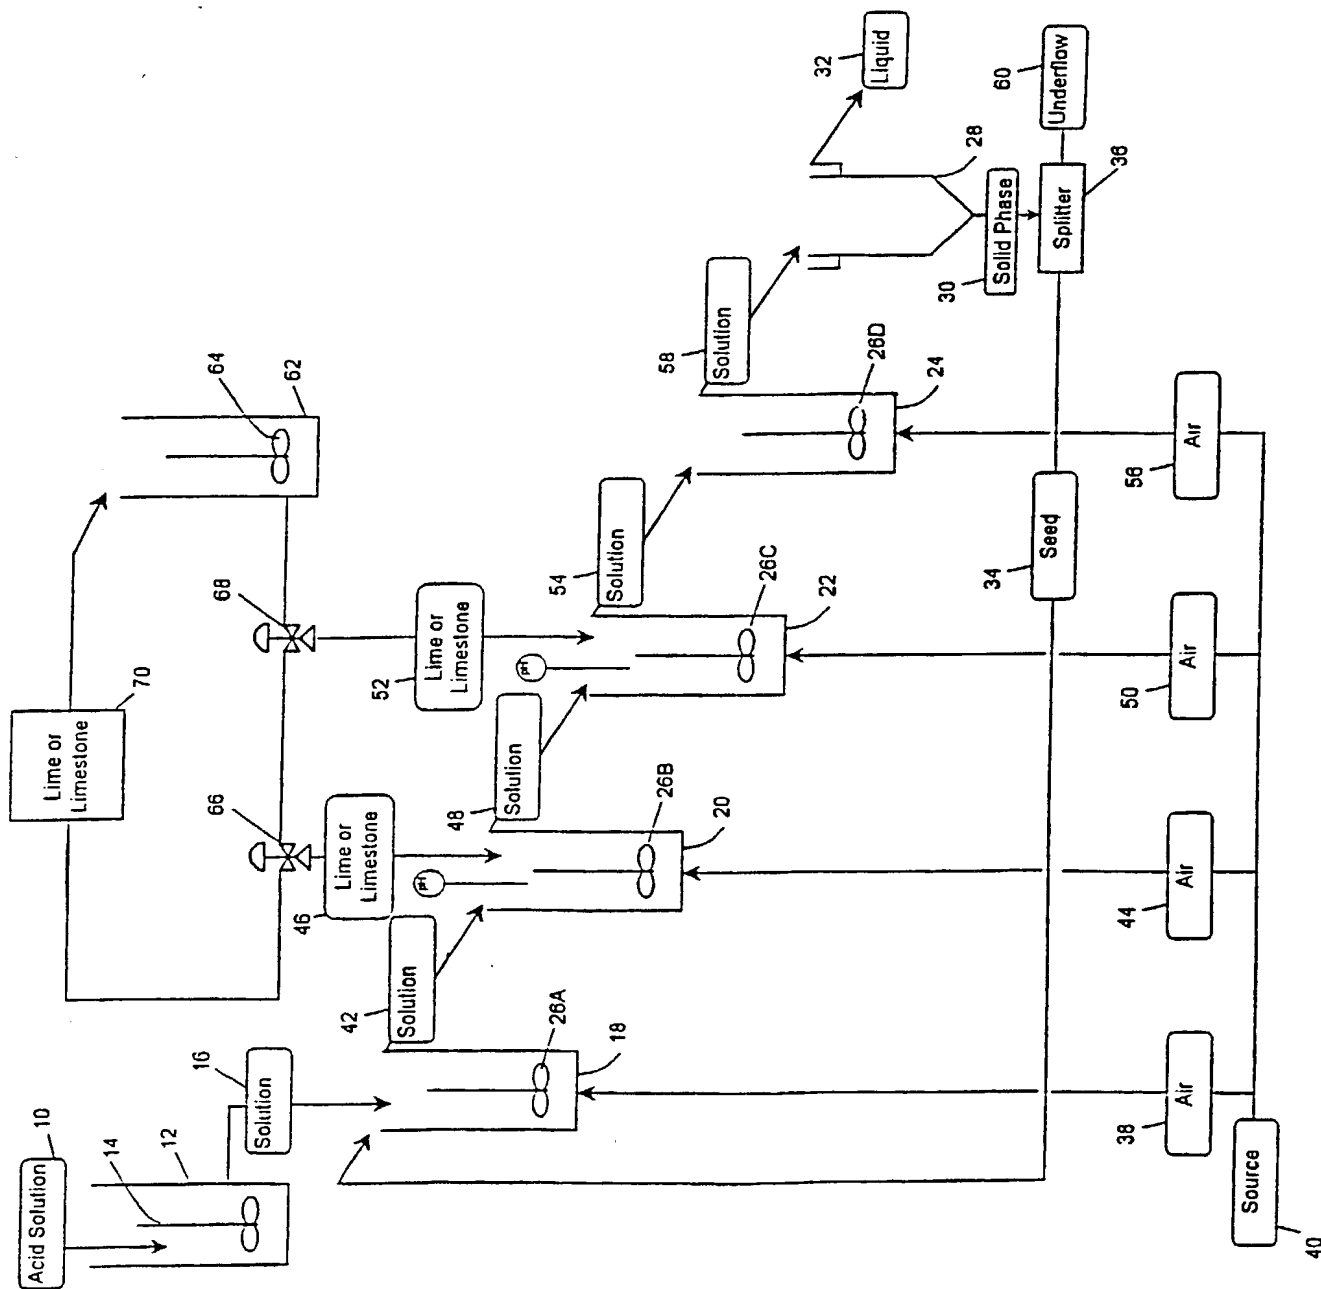 10
Acid Solution
14
12
16
Solution
70
Lime or
Limestone
64
62
66
68
46
Lime or
Limestone
52
Lime or
Limestone
pH
pH
42
Solution
26A
18
48
Solution
26B
20
54
Solution
26C
22
58
Solution
26D
24
32
Liquid
28
30
Solid Phase
34
Seed
Splitter
36
60
Underflow
38
Air
44
Air
50
Air
56
Air
Source
40